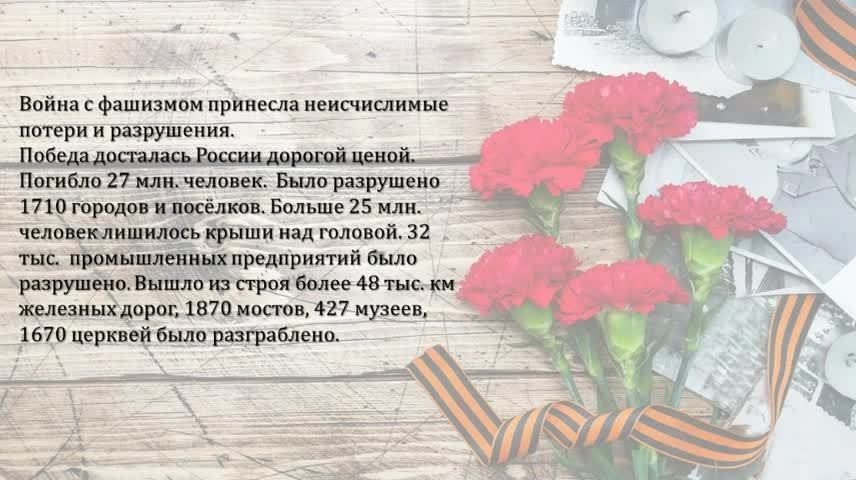 Война с фашизмом принесла неисчислимые
потери и разрушения.
Победа досталась России дорогой ценой.
Погибло 27 млн. человек.  Было разрушено
1710 городов и посёлков. Больше 25 млн.
человек лишилось крыши над головой. 32
тыс.  промышленных предприятий было
разрушено. Вышло из строя более 48 тыс. км
железных дорог, 1870 мостов, 427 музеев,
1670 церквей было разграблено.